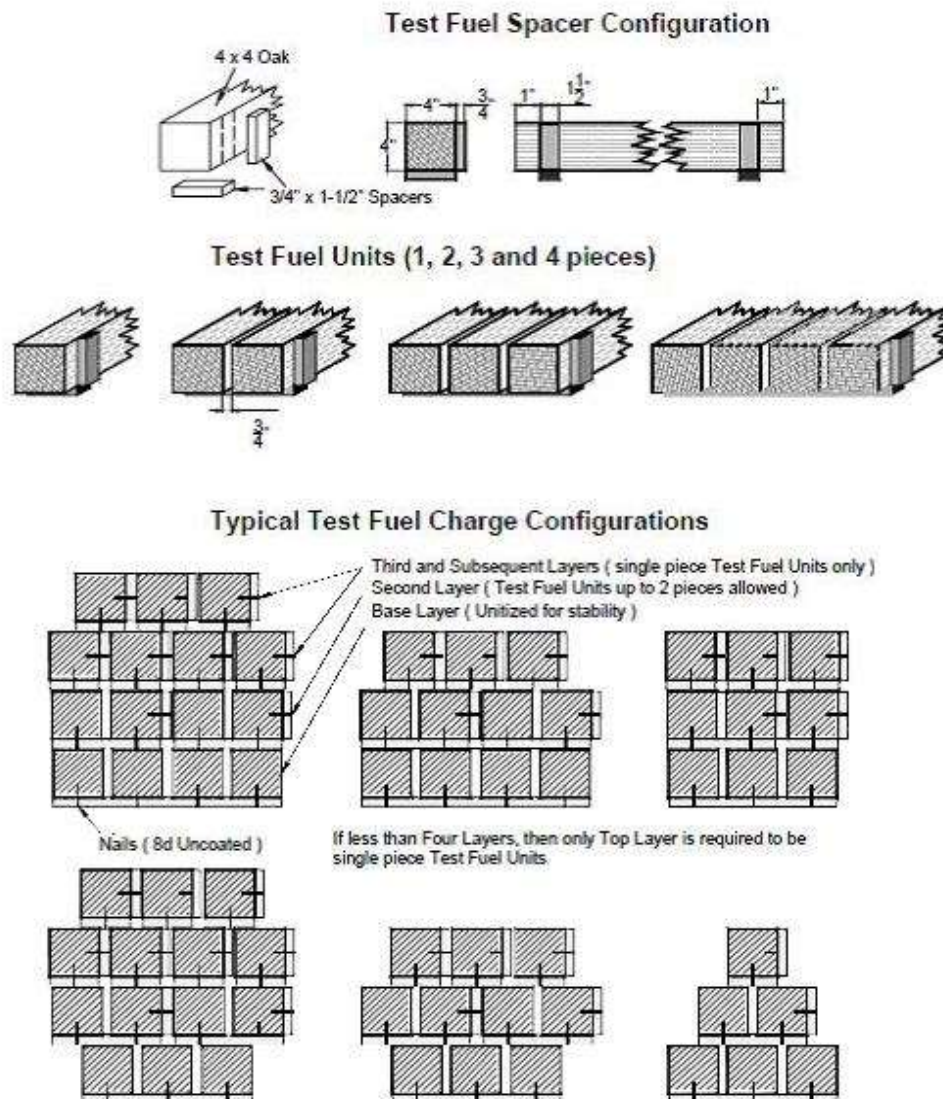 Test Fuel Spacer Configuration
4 x 4 Oak
4"
3/4"
1"
1 1/2"
1"
4"
3/4" x 1-1/2" Spacers
Test Fuel Units (1, 2, 3 and 4 pieces)
3/4"
Typical Test Fuel Charge Configurations
Third and Subsequent Layers ( single piece Test Fuel Units only )
Second Layer ( Test Fuel Units up to 2 pieces allowed )
Base Layer ( Unitized for stability )
Nails ( 8d Uncoated )
If less than Four Layers, then only Top Layer is required to be
single piece Test Fuel Units